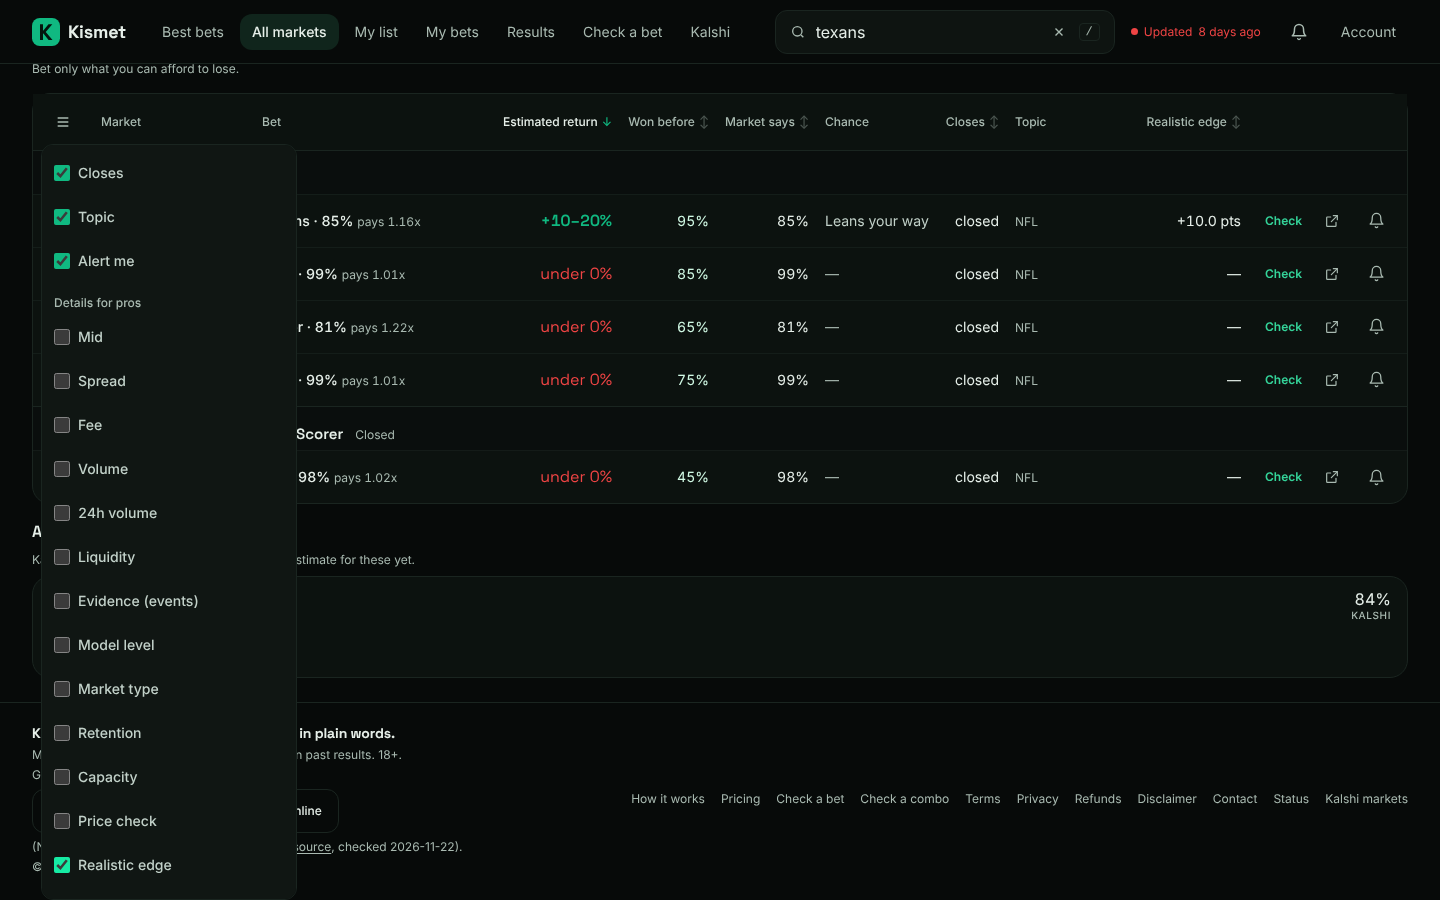 Kismet
Best bets
All markets
My list
My bets
Results
Check a bet
Kalshi
texans
/
Updated 8 days ago
Account
Bet only what you can afford to lose.
Market
Bet
Estimated return
Won before
Market says
Chance
Closes
Topic
Realistic edge
Closes
Topic
Alert me
Details for pros
Mid
Spread
Fee
Volume
24h volume
Liquidity
Evidence (events)
Model level
Market type
Retention
Capacity
Price check
Realistic edge
· 85% pays 1.16x +10–20% 95% 85% Leans your way closed NFL +10.0 pts Check
· 99% pays 1.01x under 0% 85% 99% — closed NFL — Check
· 81% pays 1.22x under 0% 65% 81% — closed NFL — Check
· 99% pays 1.01x under 0% 75% 99% — closed NFL — Check
Scorer Closed
98% pays 1.02x under 0% 45% 98% — closed NFL — Check
estimate for these yet.
84%
KALSHI
in plain words.
past results. 18+.
source, checked 2026-11-22).
How it works
Pricing
Check a bet
Check a combo
Terms
Privacy
Refunds
Disclaimer
Contact
Status
Kalshi markets